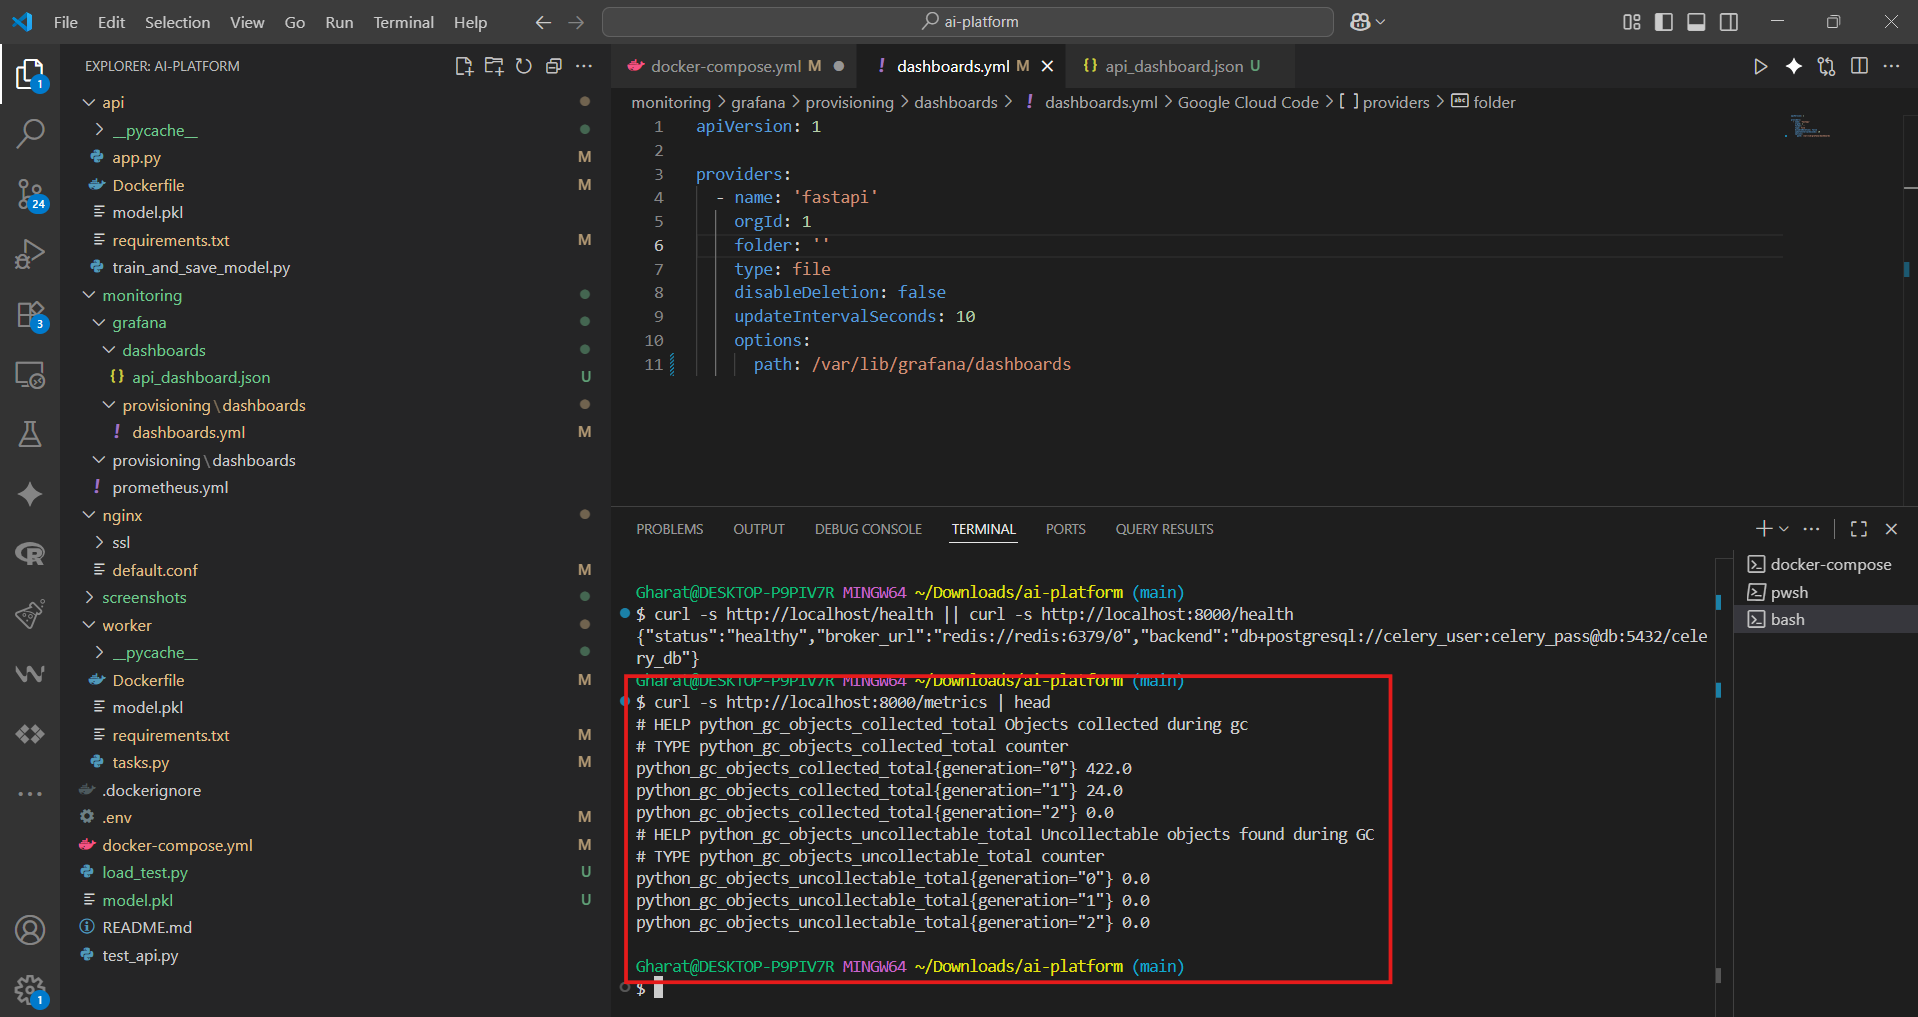 File Edit Selection View Go Run Terminal Help
ai-platform
EXPLORER: AI-PLATFORM
docker-compose.yml M
! dashboards.yml M
{} api_dashboard.json U
monitoring > grafana > provisioning > dashboards > ! dashboards.yml > Google Cloud Code > [ ] providers > abc folder
1
24
3
1
api
__pycache__
app.py M
Dockerfile M
model.pkl
requirements.txt M
train_and_save_model.py
monitoring
grafana
dashboards
{} api_dashboard.json U
provisioning\dashboards
! dashboards.yml M
provisioning\dashboards
! prometheus.yml
nginx
ssl
default.conf M
screenshots
worker
__pycache__
Dockerfile M
model.pkl
requirements.txt M
tasks.py M
.dockerignore
.env M
docker-compose.yml M
load_test.py U
model.pkl U
README.md
test_api.py
1 apiVersion: 1
2
3 providers:
4 - name: 'fastapi'
5 orgId: 1
6 folder: ''
7 type: file
8 disableDeletion: false
9 updateIntervalSeconds: 10
10 options:
11 path: /var/lib/grafana/dashboards
PROBLEMS OUTPUT DEBUG CONSOLE TERMINAL PORTS QUERY RESULTS
docker-compose
pwsh
bash
Gharat@DESKTOP-P9PIV7R MINGW64 ~/Downloads/ai-platform (main)
$ curl -s http://localhost/health || curl -s http://localhost:8000/health
{"status":"healthy","broker_url":"redis://redis:6379/0","backend":"db+postgresql://celery_user:celery_pass@db:5432/cele
ry_db"}
Gharat@DESKTOP-P9PIV7R MINGW64 ~/Downloads/ai-platform (main)
$ curl -s http://localhost:8000/metrics | head
# HELP python_gc_objects_collected_total Objects collected during gc
# TYPE python_gc_objects_collected_total counter
python_gc_objects_collected_total{generation="0"} 422.0
python_gc_objects_collected_total{generation="1"} 24.0
python_gc_objects_collected_total{generation="2"} 0.0
# HELP python_gc_objects_uncollectable_total Uncollectable objects found during GC
# TYPE python_gc_objects_uncollectable_total counter
python_gc_objects_uncollectable_total{generation="0"} 0.0
python_gc_objects_uncollectable_total{generation="1"} 0.0
python_gc_objects_uncollectable_total{generation="2"} 0.0
Gharat@DESKTOP-P9PIV7R MINGW64 ~/Downloads/ai-platform (main)
$